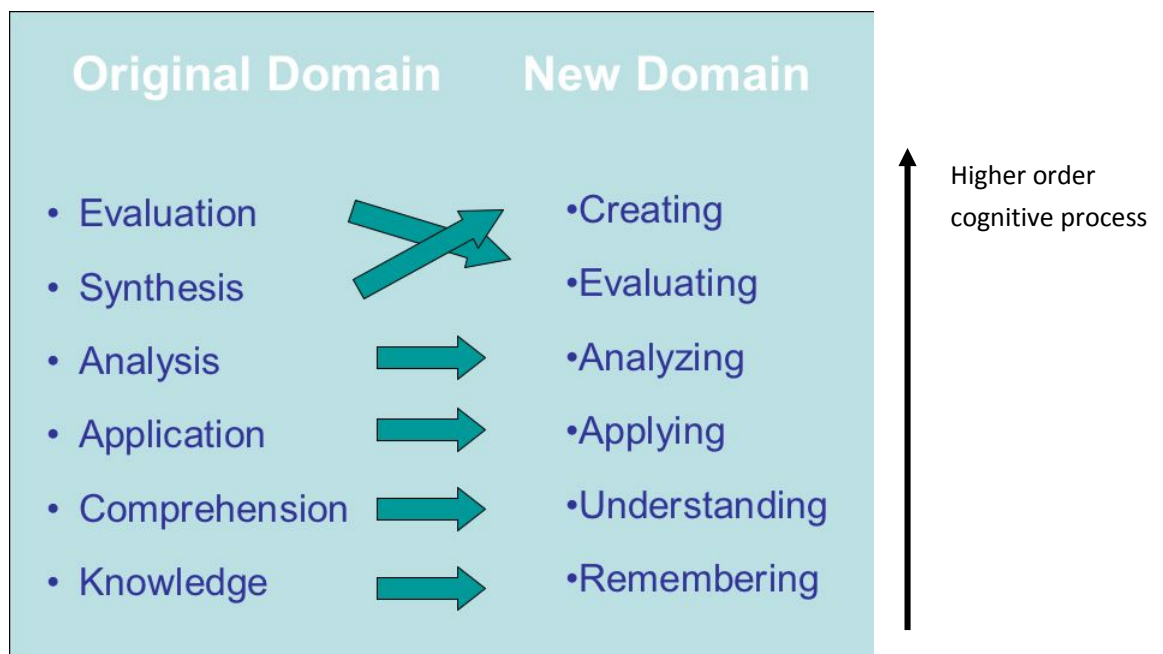 Original Domain New Domain
• Evaluation •Creating
• Synthesis •Evaluating
• Analysis •Analyzing
• Application •Applying
• Comprehension •Understanding
• Knowledge •Remembering
Higher order
cognitive process